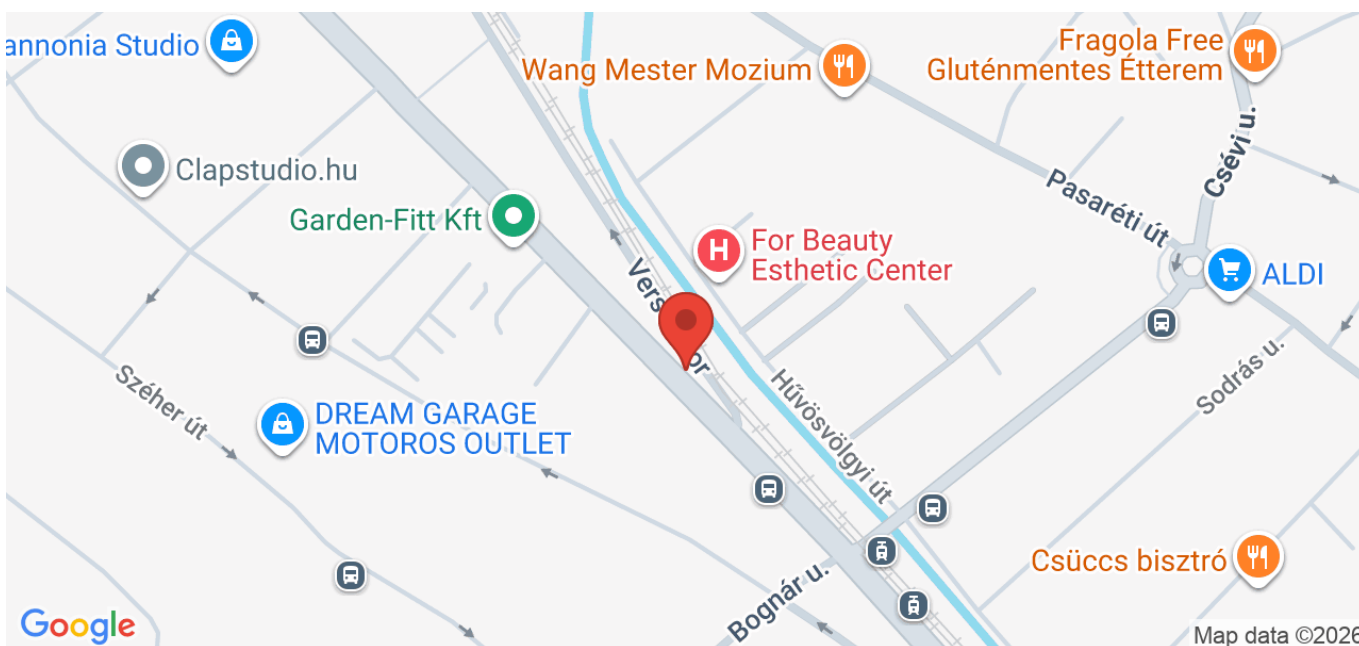 annonia Studio
Wang Mester Mozium
Fragola Free
Gluténmentes Étterem
Csévi u.
Clapstudio.hu
Pasaréti út
Garden-Fitt Kft
For Beauty
Esthetic Center
ALDI
Vers
or
Széher út
DREAM GARAGE
MOTOROS OUTLET
Hűvösvölgyi út
Sodrás u.
Csüccs bisztró
Bognár u.
Google
Map data ©2026